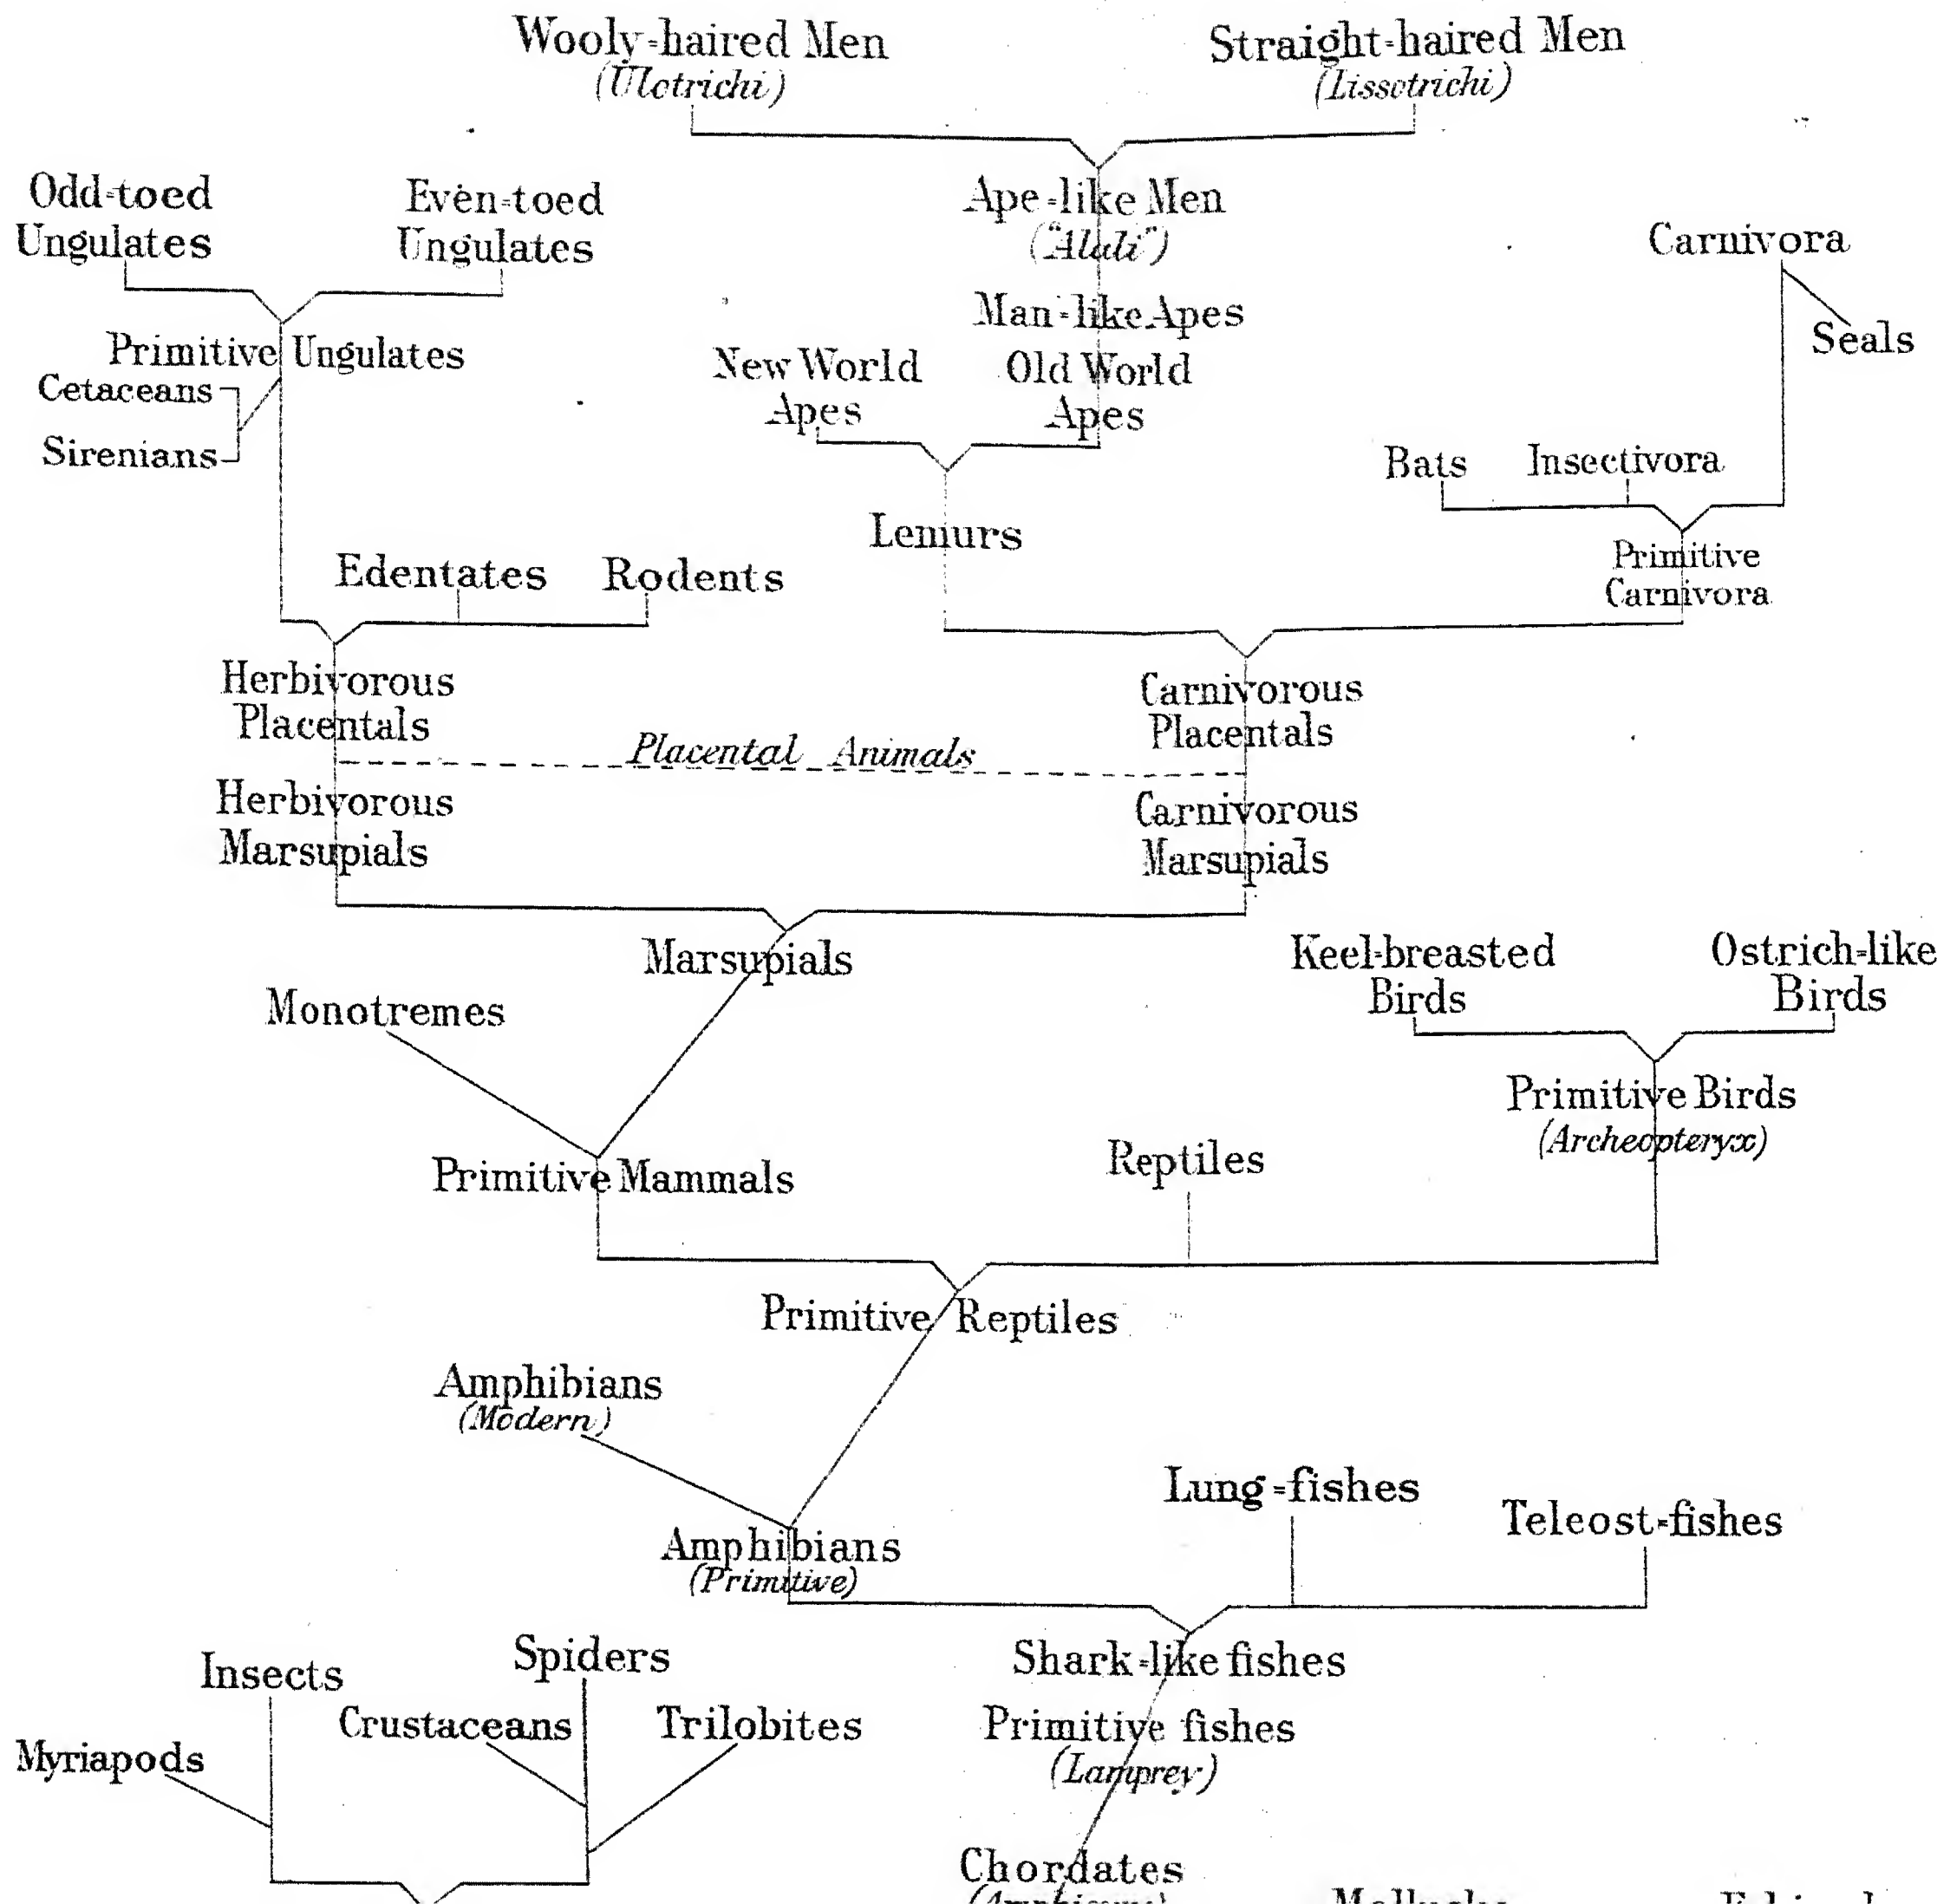 Wooly-haired Men
(Ulotrichi)
Straight-haired Men
(Lissotrichi)
Odd-toed
Ungulates
Even-toed
Ungulates
Ape-like Men
("Alali")
Carnivora
Seals
Man-like Apes
Primitive Ungulates
Cetaceans
Sirenians
New World
Apes
Old World
Apes
Bats
Insectivora
Lemurs
Primitive
Carnivora
Edentates
Rodents
Herbivorous
Placentals
Carnivorous
Placentals
Placental Animals
Herbivorous
Marsupials
Carnivorous
Marsupials
Marsupials
Monotremes
Keel-breasted
Birds
Ostrich-like
Birds
Primitive Birds
(Archeopteryx)
Primitive Mammals
Reptiles
Primitive Reptiles
Amphibians
(Modern)
Lung-fishes
Teleost-fishes
Amphibians
(Primitive)
Shark-like fishes
Insects
Spiders
Crustaceans
Trilobites
Myriapods
Primitive fishes
(Lamprey)
Chordates